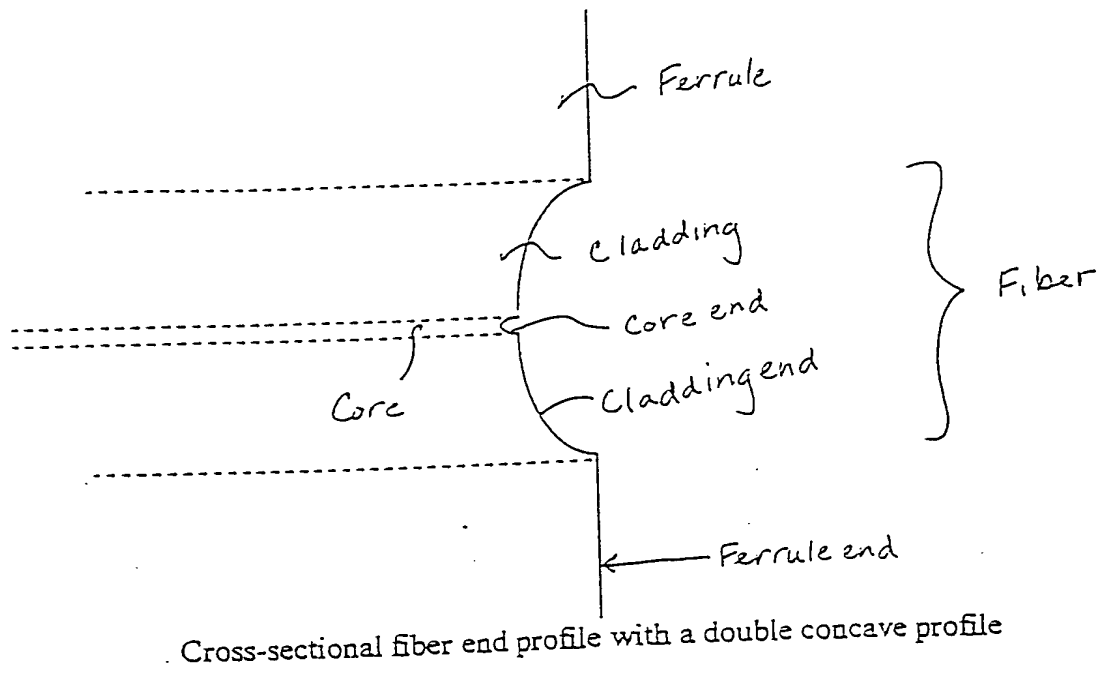 Ferrule
Cladding
Fiber
Core end
Core
Cladding end
Ferrule end
Cross-sectional fiber end profile with a double concave profile